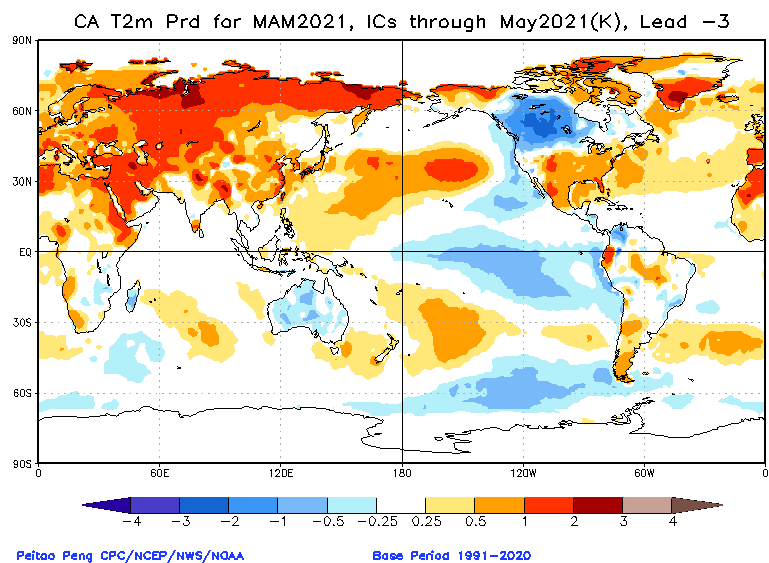 CA T2m Prd for MAM2021, ICs through May2021(K), Lead -3
90N
60N
30N
EQ
30S
60S
90S
0 60E 120E 180 120W 60W 0
-4 -3 -2 -1 -0.5 -0.25 0.25 0.5 1 2 3 4
Peitao Peng CPC/NCEP/NWS/NOAA Base Period 1991-2020